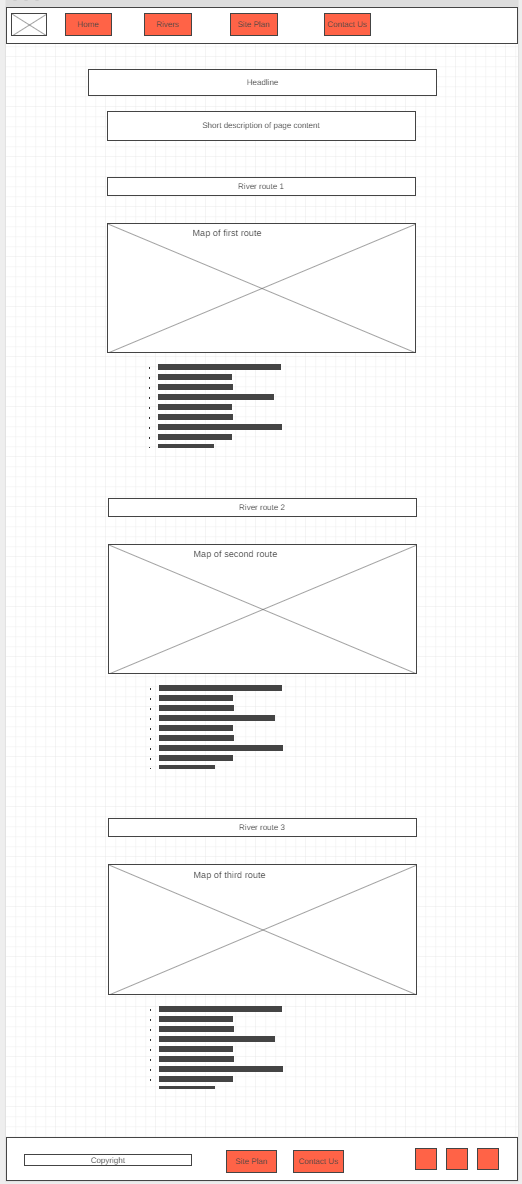 Home
Rivers
Site Plan
Contact Us
Headline
Short description of page content
River route 1
Map of first route
River route 2
Map of second route
River route 3
Map of third route
Copyright
Site Plan
Contact Us